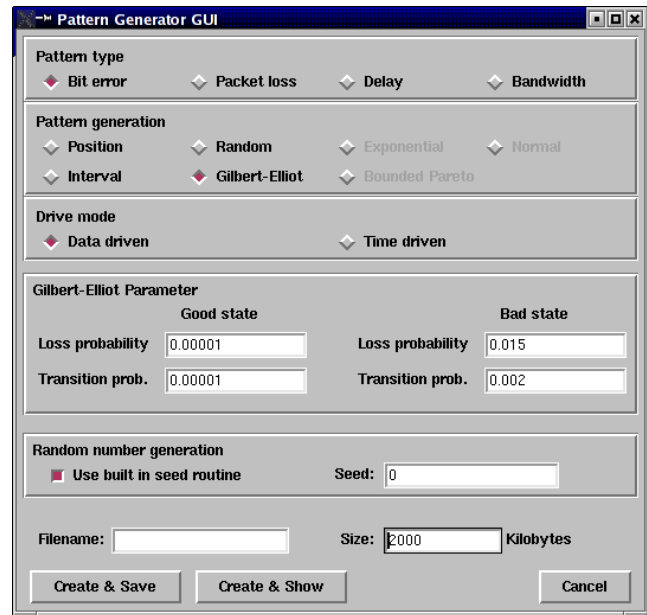 Pattern Generator GUI
Pattern type
Bit error Packet loss Delay Bandwidth
Pattern generation
Position Random Exponential Normal
Interval Gilbert-Elliot Bounded Pareto
Drive mode
Data driven Time driven
Gilbert-Elliot Parameter
Good state Bad state
Loss probability 0.00001 Loss probability 0.015
Transition prob. 0.00001 Transition prob. 0.002
Random number generation
Use built in seed routine Seed: 0
Filename: Size: 2000 Kilobytes
Create & Save Create & Show Cancel